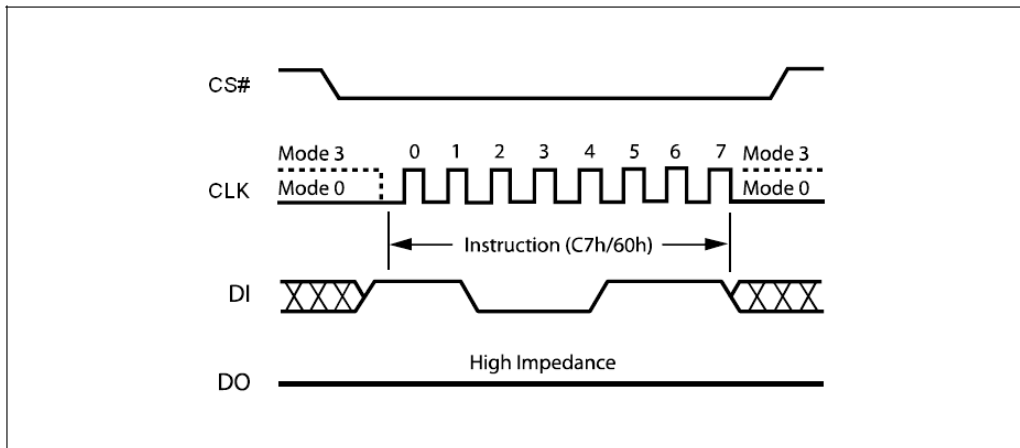 CS#
Mode 3 0 1 2 3 4 5 6 7 Mode 3
CLK Mode 0 Mode 0
Instruction (C7h/60h)
DI
High Impedance
DO